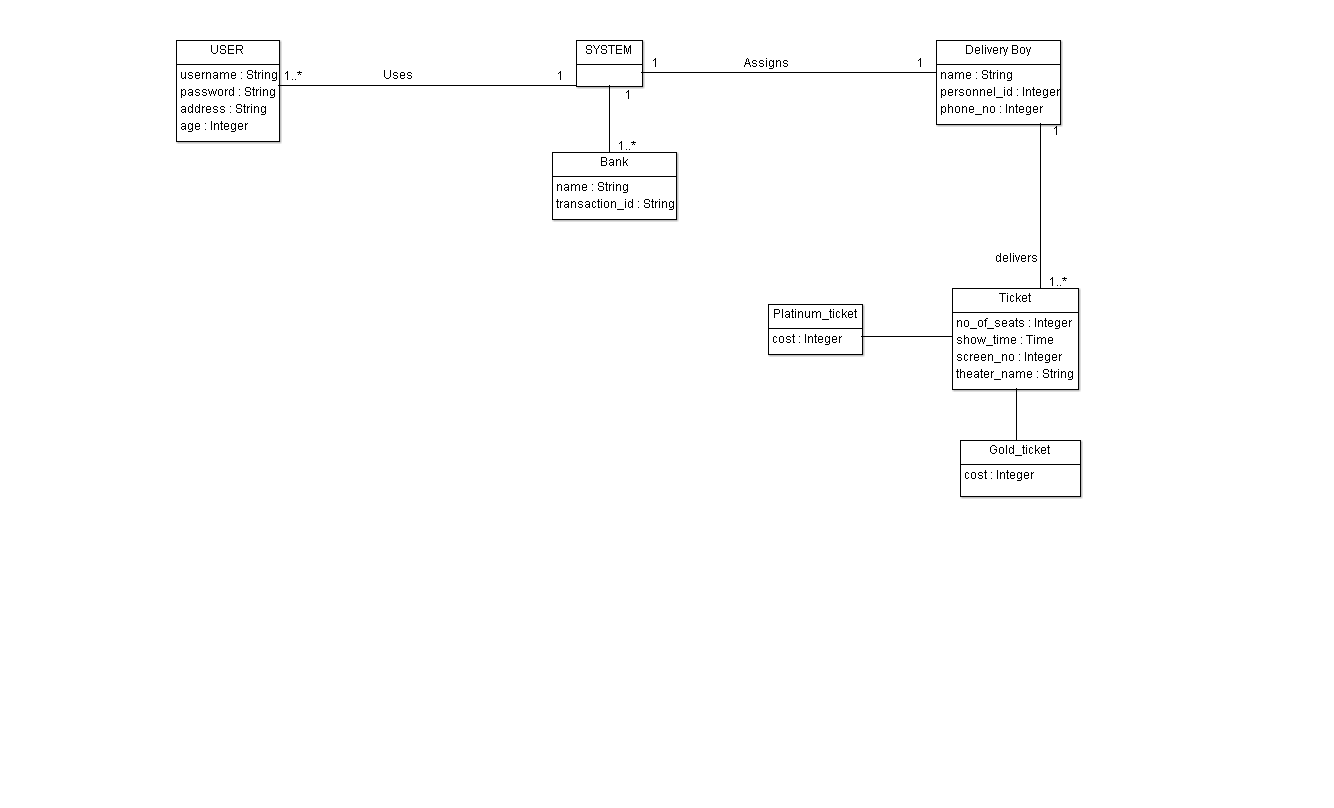 USER
username : String
password : String
address : String
age : Integer
1..*
Uses
1
SYSTEM
1
Assigns
1
Delivery Boy
name : String
personnel_id : Integer
phone_no : Integer
1
1..*
Bank
name : String
transaction_id : String
1
delivers
1..*
Ticket
no_of_seats : Integer
show_time : Time
screen_no : Integer
theater_name : String
Platinum_ticket
cost : Integer
Gold_ticket
cost : Integer